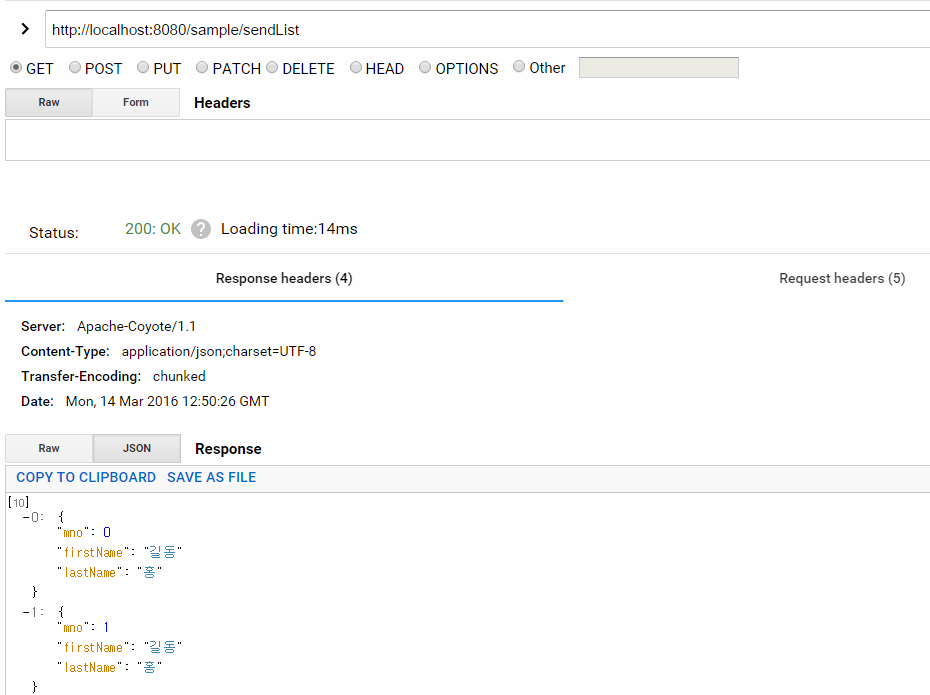 http://localhost:8080/sample/sendList
GET POST PUT PATCH DELETE HEAD OPTIONS Other
Raw Form Headers
Status: 200: OK ? Loading time:14ms
Response headers (4) Request headers (5)
Server: Apache-Coyote/1.1
Content-Type: application/json;charset=UTF-8
Transfer-Encoding: chunked
Date: Mon, 14 Mar 2016 12:50:26 GMT
Raw JSON Response
COPY TO CLIPBOARD SAVE AS FILE
[10]
-0: {
"mno": 0
"firstName": "길동"
"lastName": "홍"
}
-1: {
"mno": 1
"firstName": "길동"
"lastName": "홍"
}